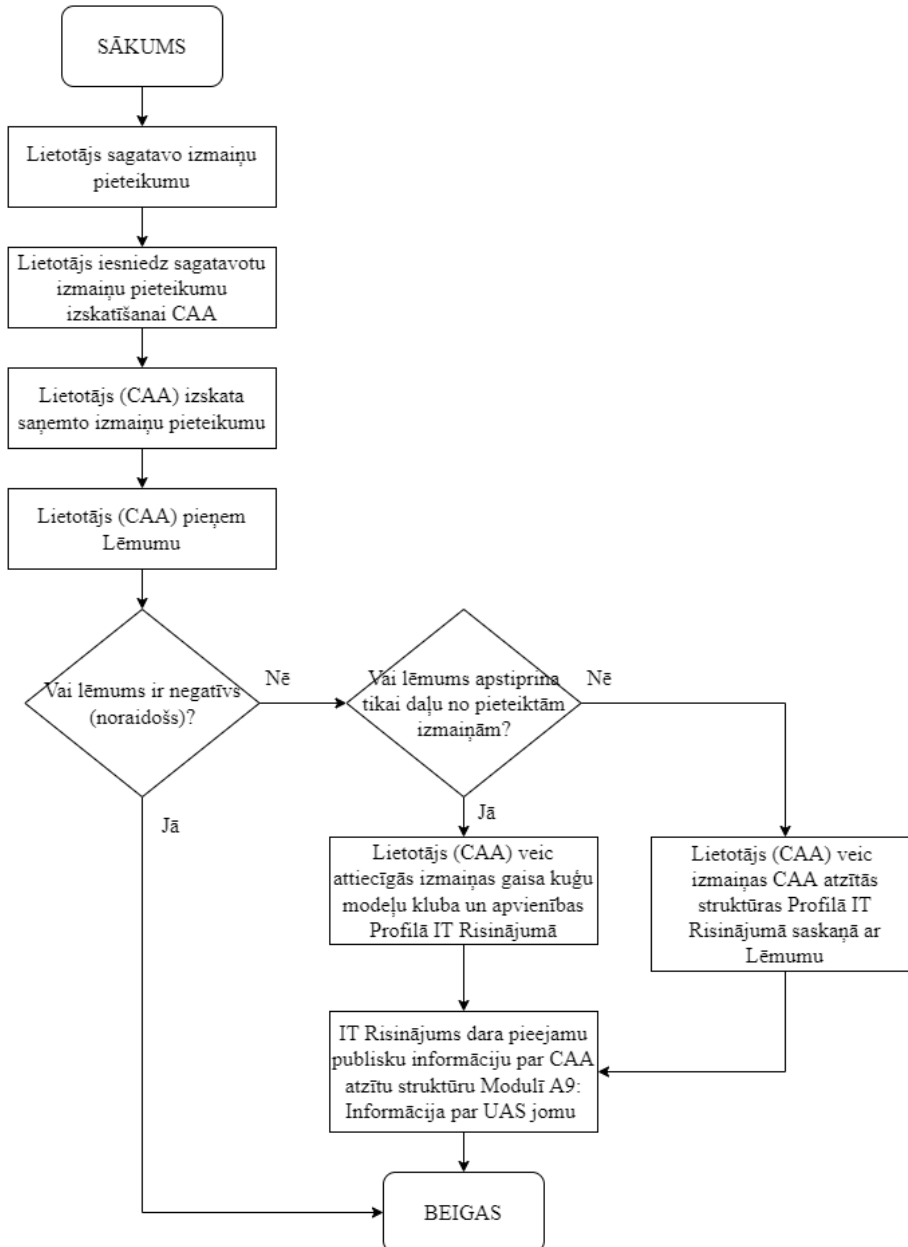 SĀKUMS
Lietotājs sagatavo izmaiņu
pieteikumu
Lietotājs iesniedz sagatavotu
izmaiņu pieteikumu
izskatīšanai CAA
Lietotājs (CAA) izskata
saņemto izmaiņu pieteikumu
Lietotājs (CAA) pieņem
Lēmumu
Vai lēmums ir negatīvs
(noraidošs)?
Nē
Vai lēmums apstiprina
tikai daļu no pieteiktām
izmaiņām?
Nē
Jā
Jā
Lietotājs (CAA) veic
attiecīgās izmaiņas gaisa kuģu
modeļu kluba un apvienības
Profilā IT Risinājumā
Lietotājs (CAA) veic
izmaiņas CAA atzītās
struktūras Profilā IT
Risinājumā saskaņā ar
Lēmumu
IT Risinājums dara pieejamu
publisku informāciju par CAA
atzītu struktūru Modulī A9:
Informācija par UAS jomu
BEIGAS